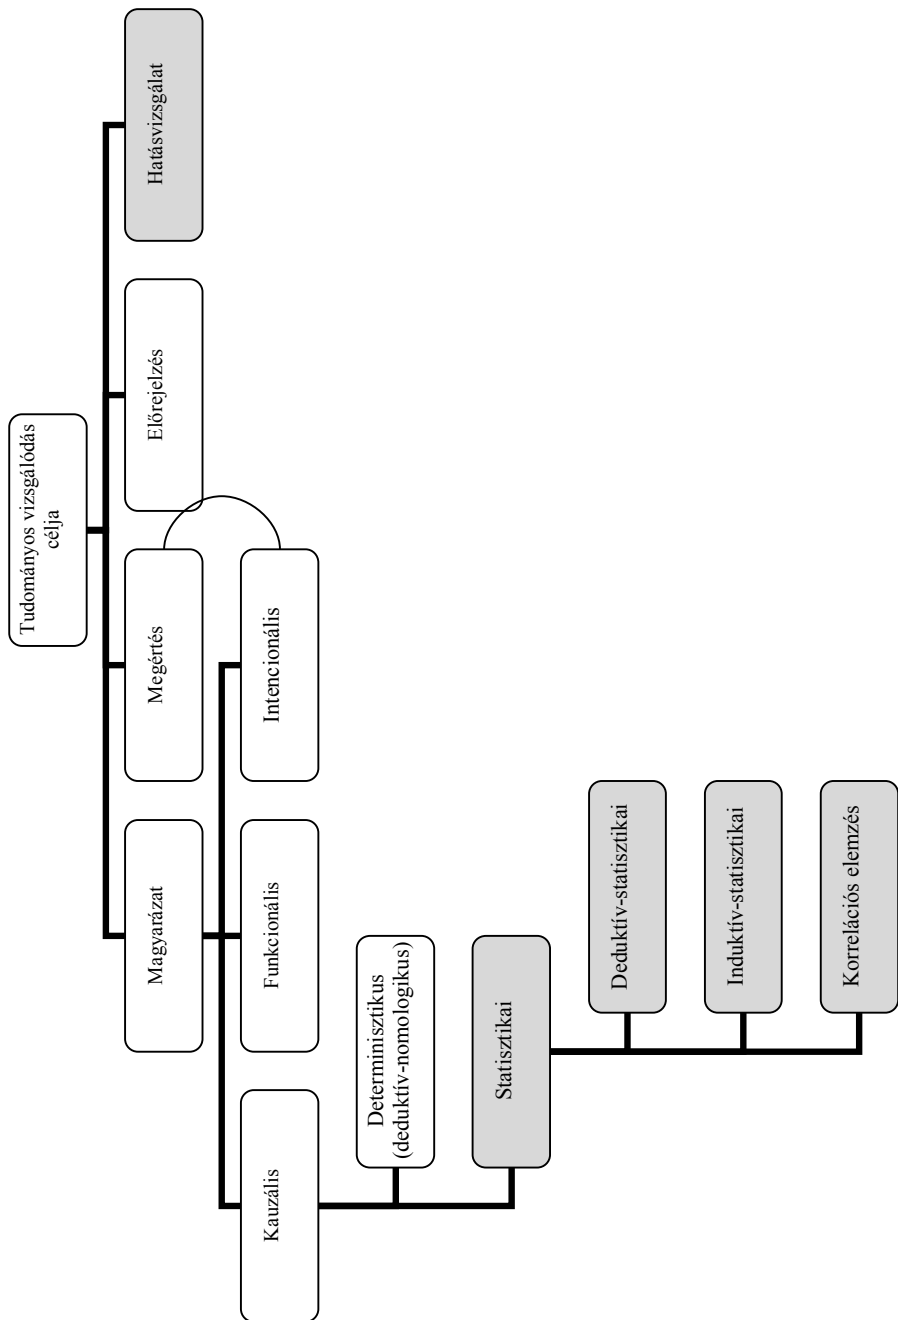 Tudományos vizsgálódás
célja
Magyarázat
Megértés
Előrejelzés
Hatásvizsgálat
Kauzális
Funkcionális
Intencionális
Determinisztikus
(deduktív-nomologikus)
Statisztikai
Deduktív-statisztikai
Induktív-statisztikai
Korrelációs elemzés